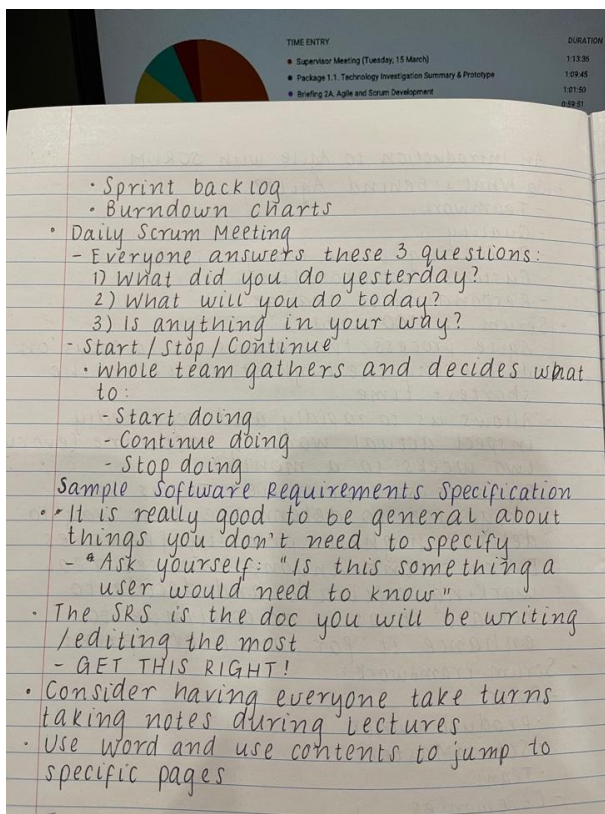 TIME ENTRY DURATION
• Supervisor Meeting (Tuesday, 15 March) 1:13:35
• Package 1.1. Technology Investigation Summary & Prototype 1:09:45
• Briefing 2A. Agile and Scrum Development 1:01:50
0:59:51
• Sprint backlog
• Burndown charts
• Daily Scrum Meeting
- Everyone answers these 3 questions:
1) What did you do yesterday?
2) What will you do today?
3) Is anything in your way?
- Start / Stop / Continue
• Whole team gathers and decides what
to:
- Start doing
- Continue doing
- Stop doing
Sample Software Requirements Specification
• It is really good to be general about
things you don't need to specify
- Ask yourself: "Is this something a
user would need to know"
• The SRS is the doc you will be writing
/editing the most
- GET THIS RIGHT!
• Consider having everyone take turns
taking notes during lectures
• Use word and use contents to jump to
specific pages